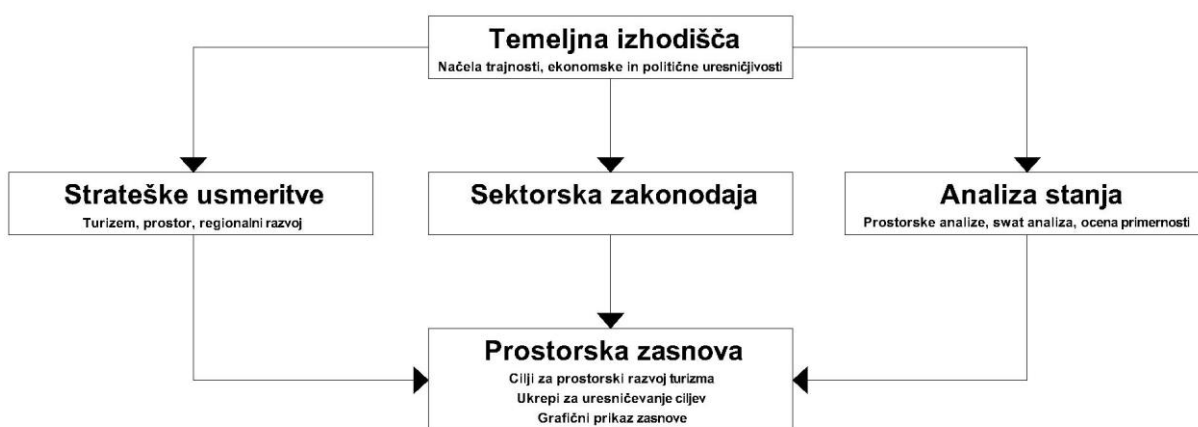 Temeljna izhodišča
Načela trajnosti, ekonomske in politične uresničjivosti
Strateške usmeritve
Turizem, prostor, regionalni razvoj
Sektorska zakonodaja
Analiza stanja
Prostorske analize, swat analiza, ocena primernosti
Prostorska zasnova
Cilji za prostorski razvoj turizma
Ukrepi za uresničevanje ciljev
Grafični prikaz zasnove